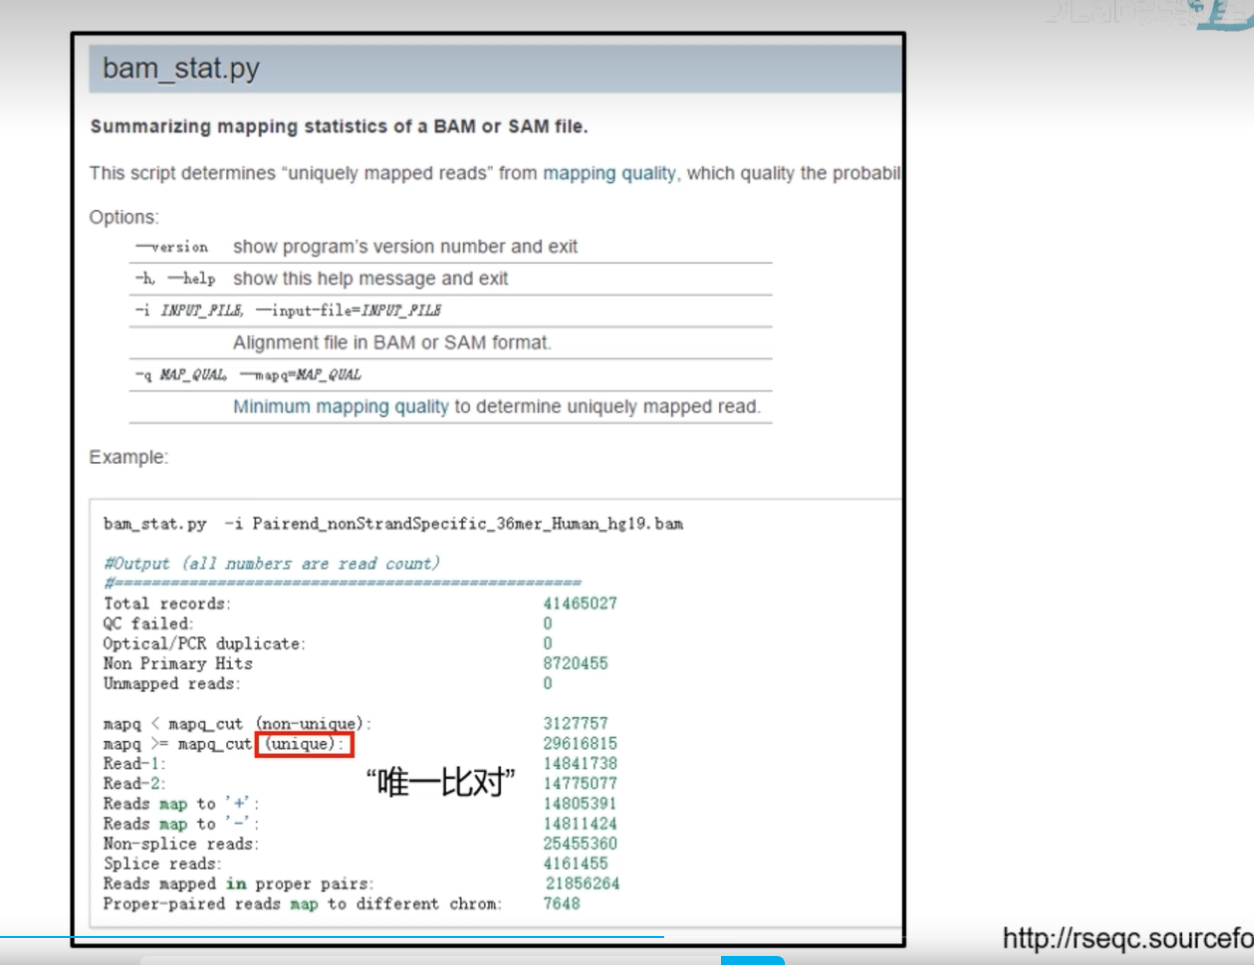 bam_stat.py
Summarizing mapping statistics of a BAM or SAM file.
This script determines “uniquely mapped reads” from mapping quality, which quality the probabil
Options:
—version show program's version number and exit
-h, —help show this help message and exit
-i INPUT_FILE, —input-file=INPUT_FILE
Alignment file in BAM or SAM format.
-q MAP_QUAL, —mapq=MAP_QUAL
Minimum mapping quality to determine uniquely mapped read.
Example:
bam_stat.py -i Pairend_nonStrandSpecific_36mer_Human_hg19.bam
#Output (all numbers are read count)
#==================================================
Total records: 41465027
QC failed: 0
Optical/PCR duplicate: 0
Non Primary Hits 8720455
Unmapped reads: 0
mapq < mapq_cut (non-unique): 3127757
mapq >= mapq_cut (unique): 29616815
Read-1: 14841738
“唯一比对”
Read-2: 14775077
Reads map to '+': 14805391
Reads map to '-': 14811424
Non-splice reads: 25455360
Splice reads: 4161455
Reads mapped in proper pairs: 21856264
Proper-paired reads map to different chrom: 7648
http://rseqc.sourcefo